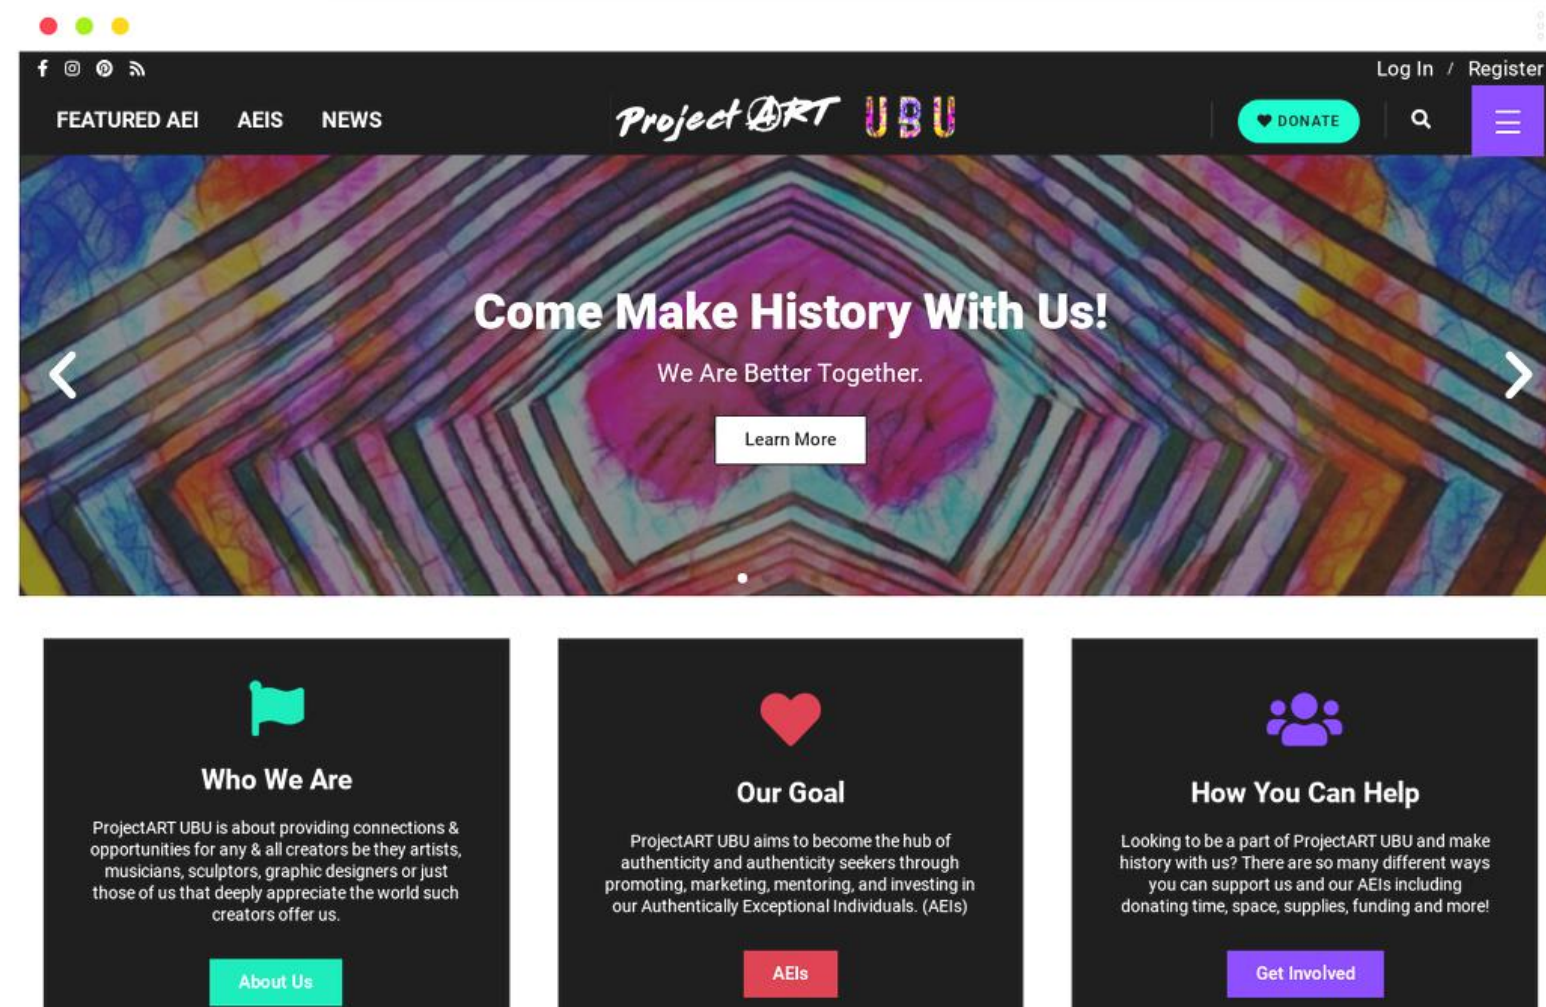 Log In / Register
FEATURED AEI AEIS NEWS
Project ART UBU
DONATE
Come Make History With Us!
We Are Better Together.
Learn More
Who We Are
ProjectART UBU is about providing connections &
opportunities for any & all creators be they artists,
musicians, sculptors, graphic designers or just
those of us that deeply appreciate the world such
creators offer us.
About Us
Our Goal
ProjectART UBU aims to become the hub of
authenticity and authenticity seekers through
promoting, marketing, mentoring, and investing in
our Authentically Exceptional Individuals. (AEIs)
AEIs
How You Can Help
Looking to be a part of ProjectART UBU and make
history with us? There are so many different ways
you can support us and our AEIs including
donating time, space, supplies, funding and more!
Get Involved